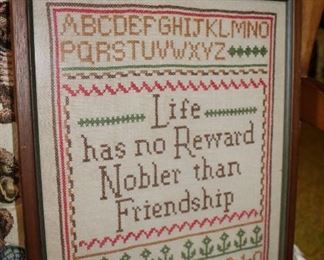 ABCDEFGHIJKLMNO
PQRSTUVWXYZ
Life
has no Reward
Nobler than
Friendship